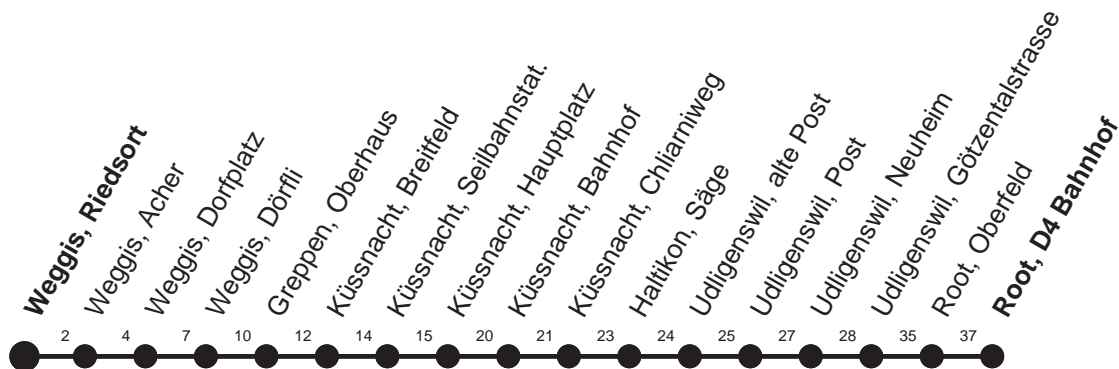 Weggis, Riedsort
Weggis, Acher
Weggis, Dorfplatz
Weggis, Dörfli
Greppen, Oberhaus
Küssnacht, Breitfeld
Küssnacht, Seilbahnstat.
Küssnacht, Hauptplatz
Küssnacht, Bahnhof
Küssnacht, Chliarniweg
Haltikon, Säge
Udligenswil, alte Post
Udligenswil, Post
Udligenswil, Neuheim
Udligenswil, Götzentalstrasse
Root, Oberfeld
Root, D4 Bahnhof
2 4 7 10 12 14 15 20 21 23 24 25 27 28 35 37